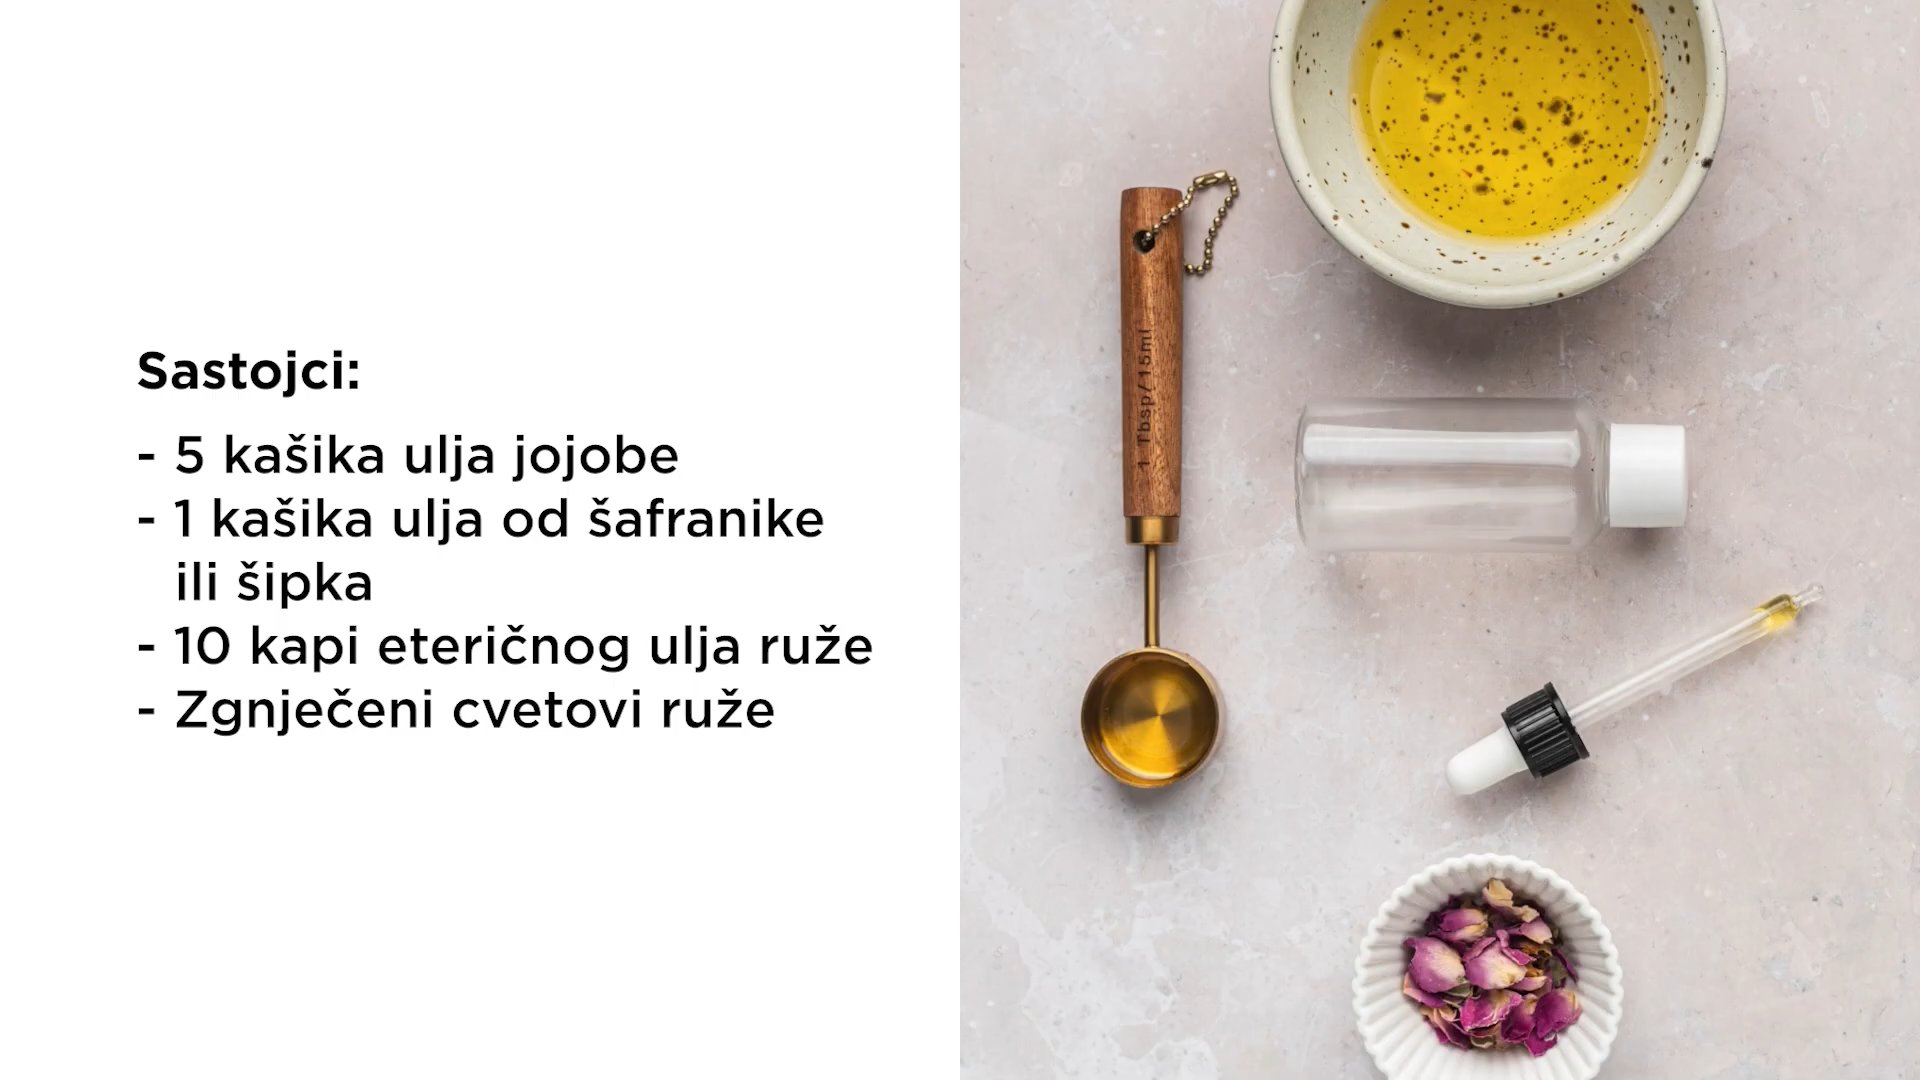 Sastojci:
- 5 kašika ulja jojobe
- 1 kašika ulja od šafranike
ili šipka
- 10 kapi eteričnog ulja ruže
- Zgnječeni cvetovi ruže
1 Tbsp/15ml